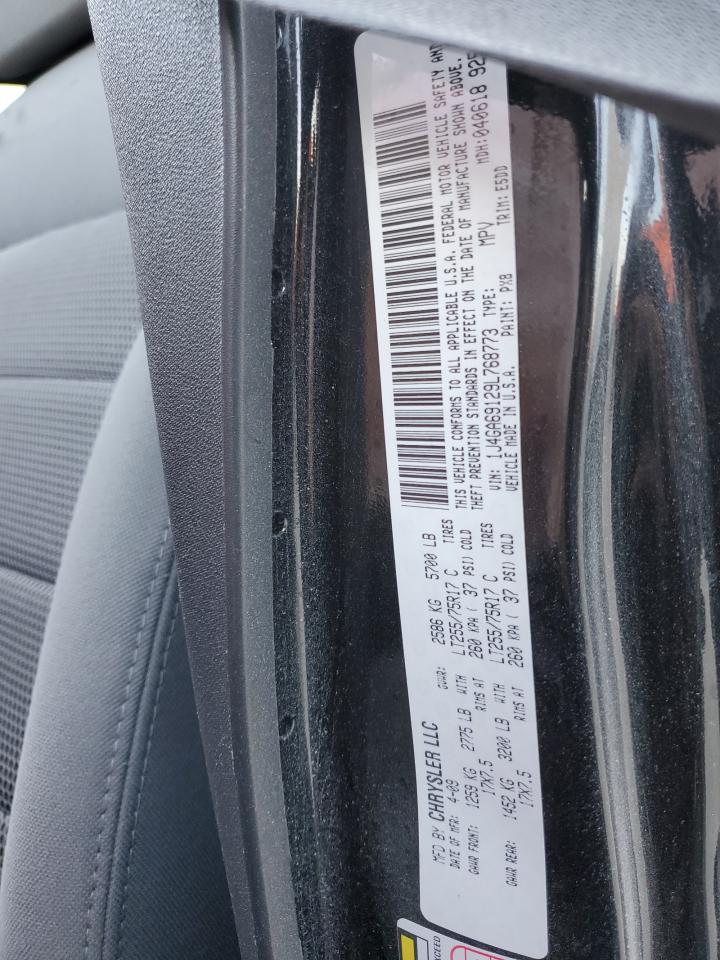 MFD BY CHRYSLER LLC
DATE OF MFR: 4-09 GVWR: 2586 KG 5700 LB
GAWR FRONT: 1259 KG 2775 LB WITH LT255/75R17 C TIRES
17X7.5 RIMS AT 260 KPA ( 37 PSI) COLD
GAWR REAR: 1452 KG 3200 LB WITH LT255/75R17 C TIRES
17X7.5 RIMS AT 260 KPA ( 37 PSI) COLD
THIS VEHICLE CONFORMS TO ALL APPLICABLE U.S.A. FEDERAL MOTOR VEHICLE SAFETY AND
THEFT PREVENTION STANDARDS IN EFFECT ON THE DATE OF MANUFACTURE SHOWN ABOVE.
VIN: 1J4GA69129L768773 TYPE: MPV MDH: 040618 925
VEHICLE MADE IN U.S.A. PAINT: PXB TRIM: E5DD
EXCEED